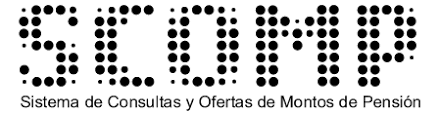 SCOMP
Sistema de Consultas y Ofertas de Montos de Pensión